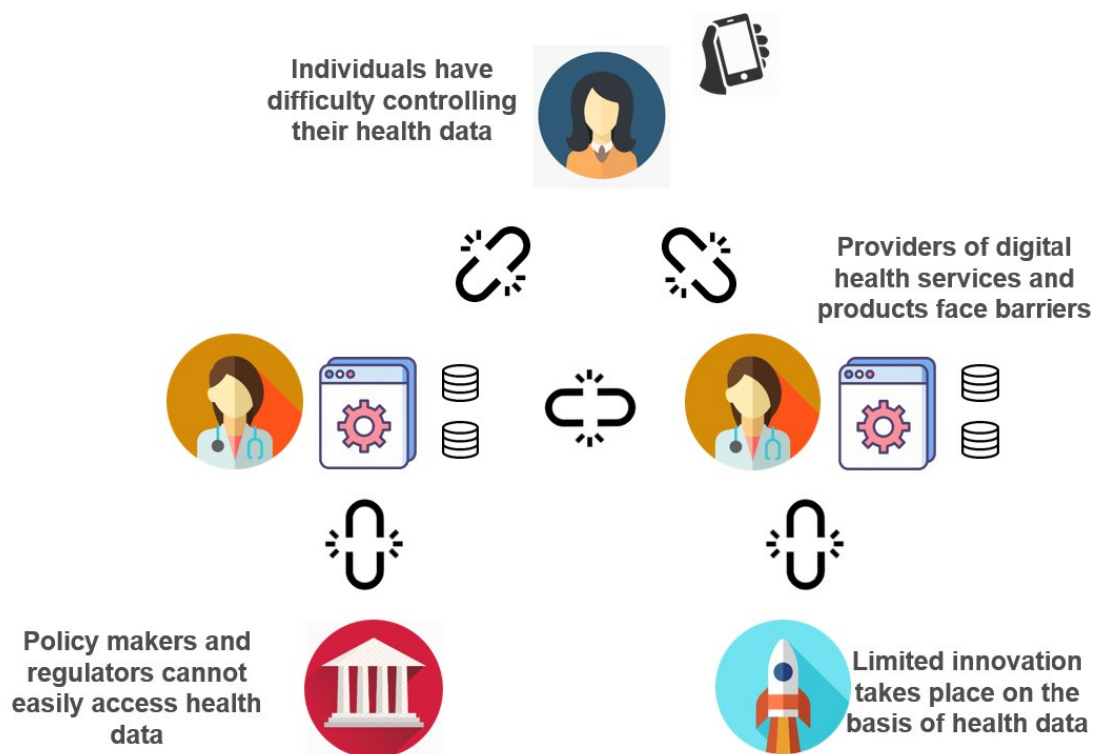 Individuals have
difficulty controlling
their health data
Providers of digital
health services and
products face barriers
Policy makers and
regulators cannot
easily access health
data
Limited innovation
takes place on the
basis of health data